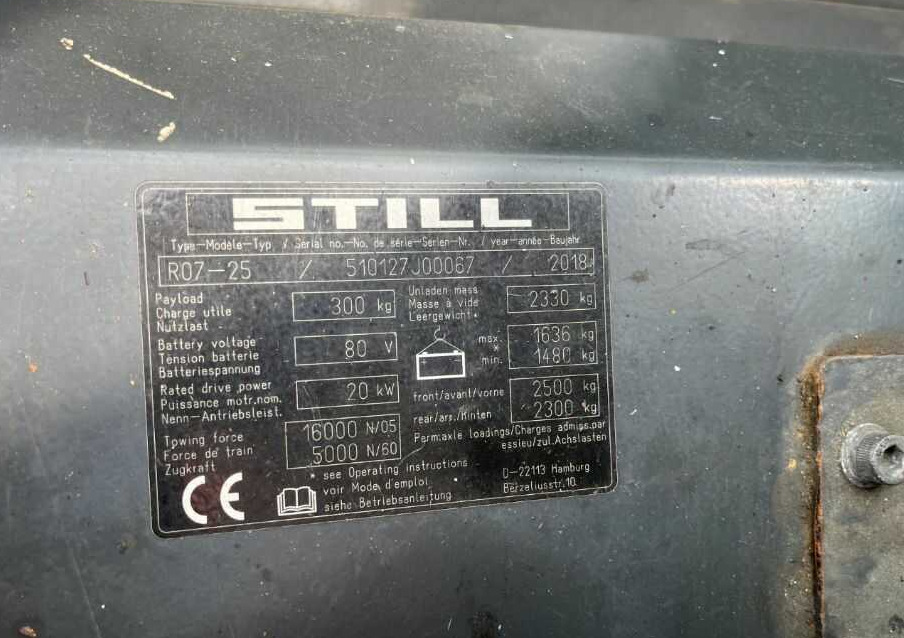 STILL
Type-Modèle-Typ / Serial no.-No. de série-Serien-Nr. / year-année-Baujahr
R07-25 / 510127J00067 / 2018
Payload
Charge utile
Nutzlast
300 kg
Unladen mass
Masse à vide
Leergewicht*
2330 kg
Battery voltage
Tension batterie
Batteriespannung
80 V
max. 1636 kg
*
min. 1480 kg
Rated drive power
Puissance motr.nom.
Nenn-Antriebsleist.
20 kW
front/avant/vorne 2500 kg
rear/arr./hinten 2300 kg
Towing force
Force de train
Zugkraft
16000 N/05
5000 N/60
Perm.axle loadings/Charges admiss.par
essieu/zul.Achslasten
* see Operating instructions
voir Mode d'emploi
siehe Betriebsanleitung
D-22113 Hamburg
Berzeliusstr.10
CE